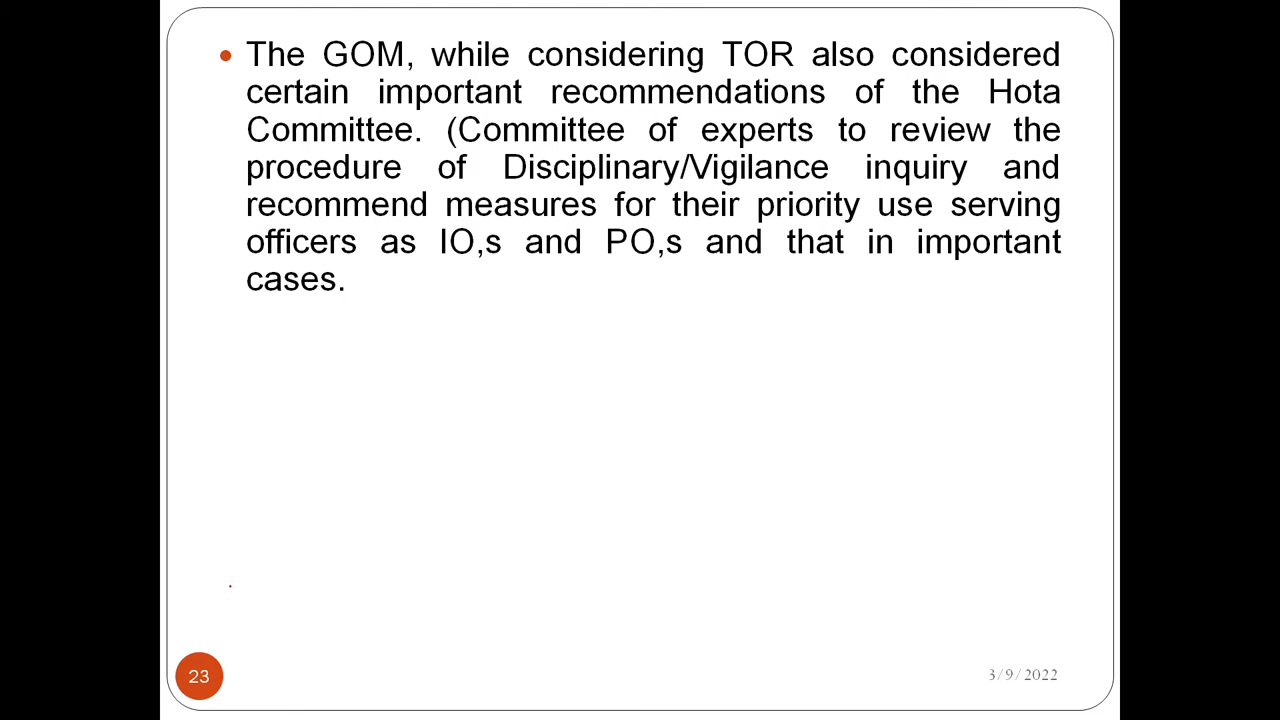 The GOM, while considering TOR also considered
certain important recommendations of the Hota
Committee. (Committee of experts to review the
procedure of Disciplinary/Vigilance inquiry and
recommend measures for their priority use serving
officers as IO,s and PO,s and that in important
cases.
23
3/9/2022